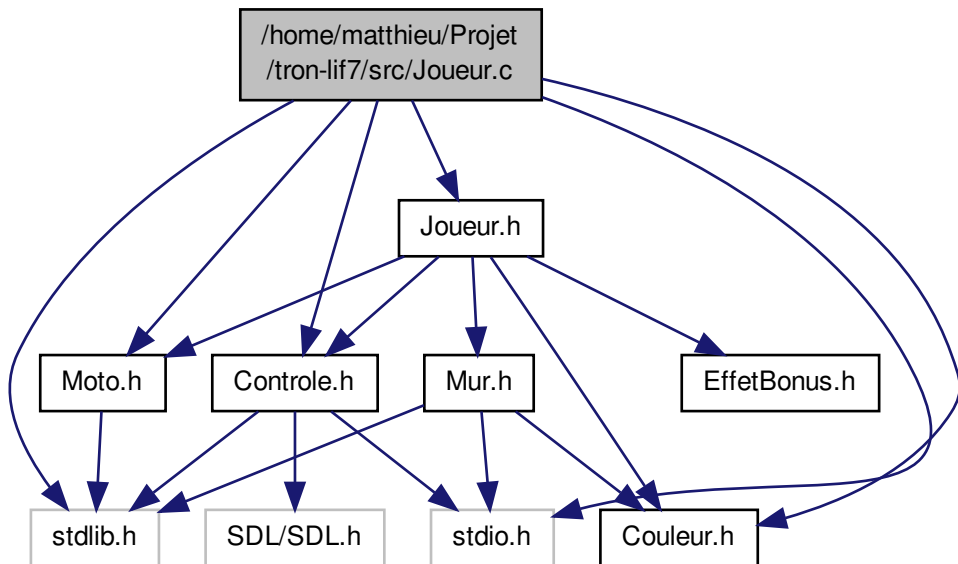 /home/matthieu/Projet
/tron-lif7/src/Joueur.c
Joueur.h
Moto.h
Controle.h
Mur.h
EffetBonus.h
stdlib.h
SDL/SDL.h
stdio.h
Couleur.h